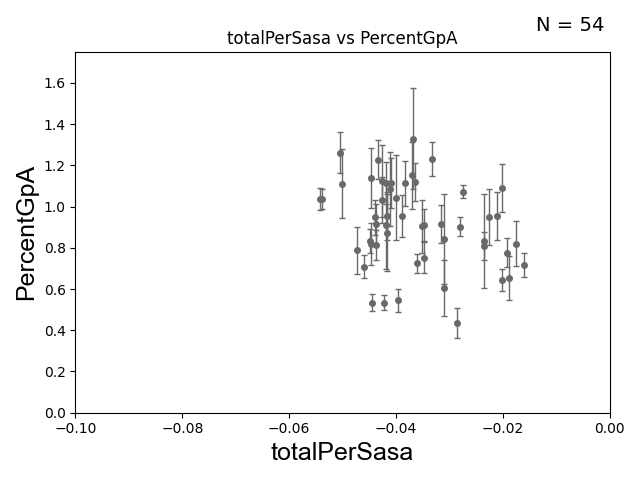 N = 54
totalPerSasa vs PercentGpA
PercentGpA
1.6
1.4
1.2
1.0
0.8
0.6
0.4
0.2
0.0
−0.10 −0.08 −0.06 −0.04 −0.02 0.00
totalPerSasa